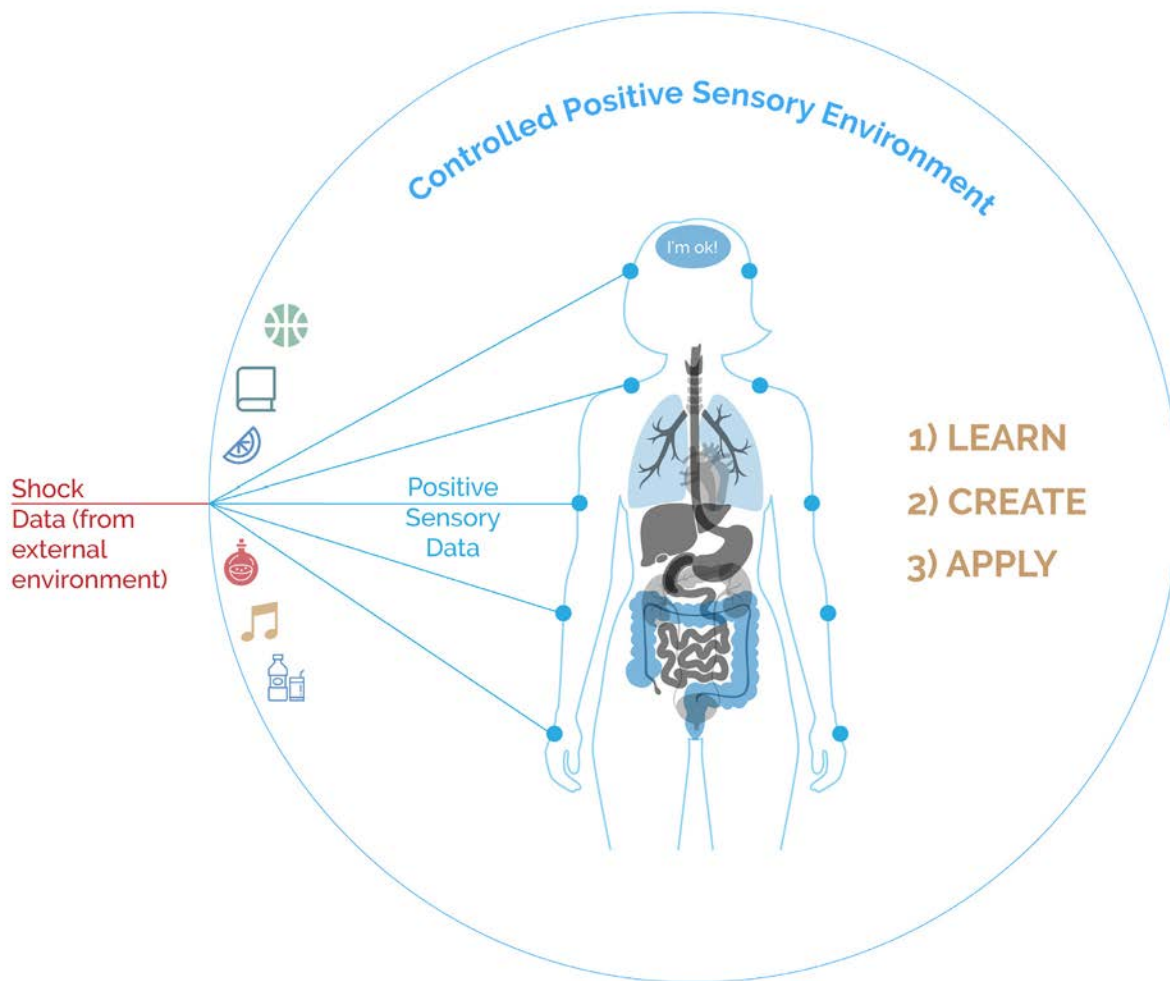 Controlled Positive Sensory Environment
I'm ok!
Shock
Data (from
external
environment)
Positive
Sensory
Data
1) LEARN
2) CREATE
3) APPLY